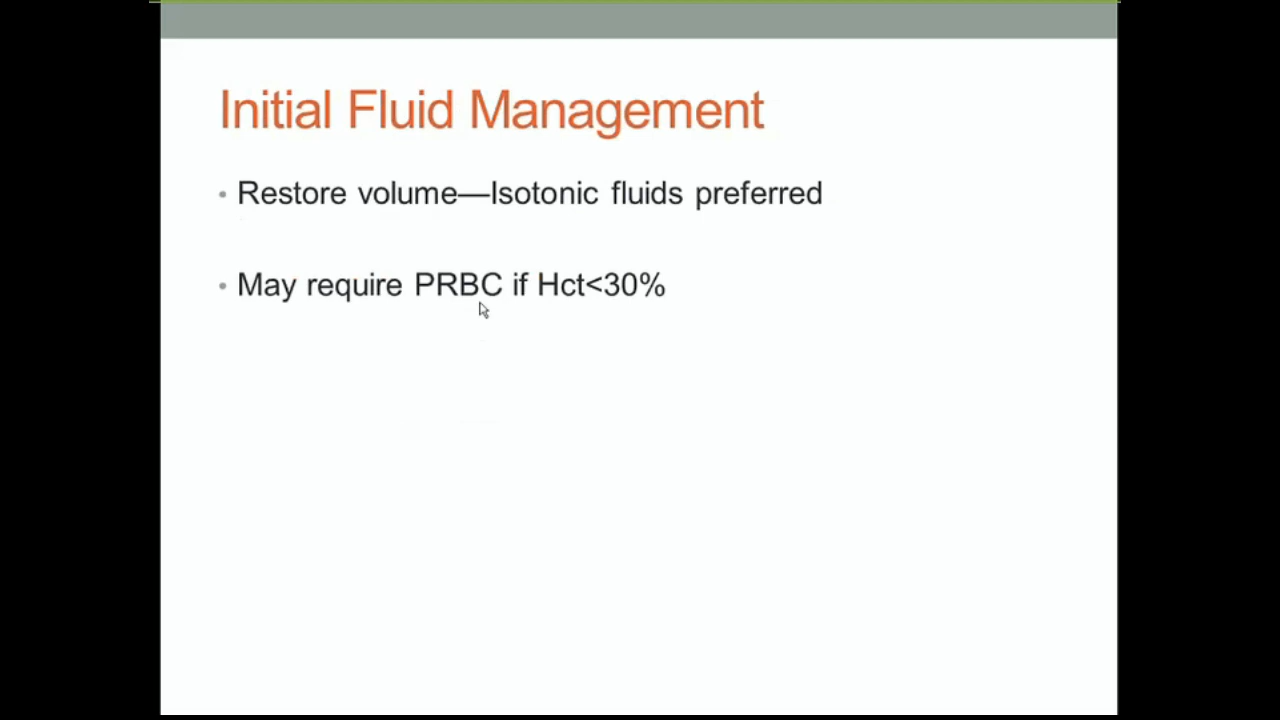 Initial Fluid Management
• Restore volume—Isotonic fluids preferred
• May require PRBC if Hct<30%